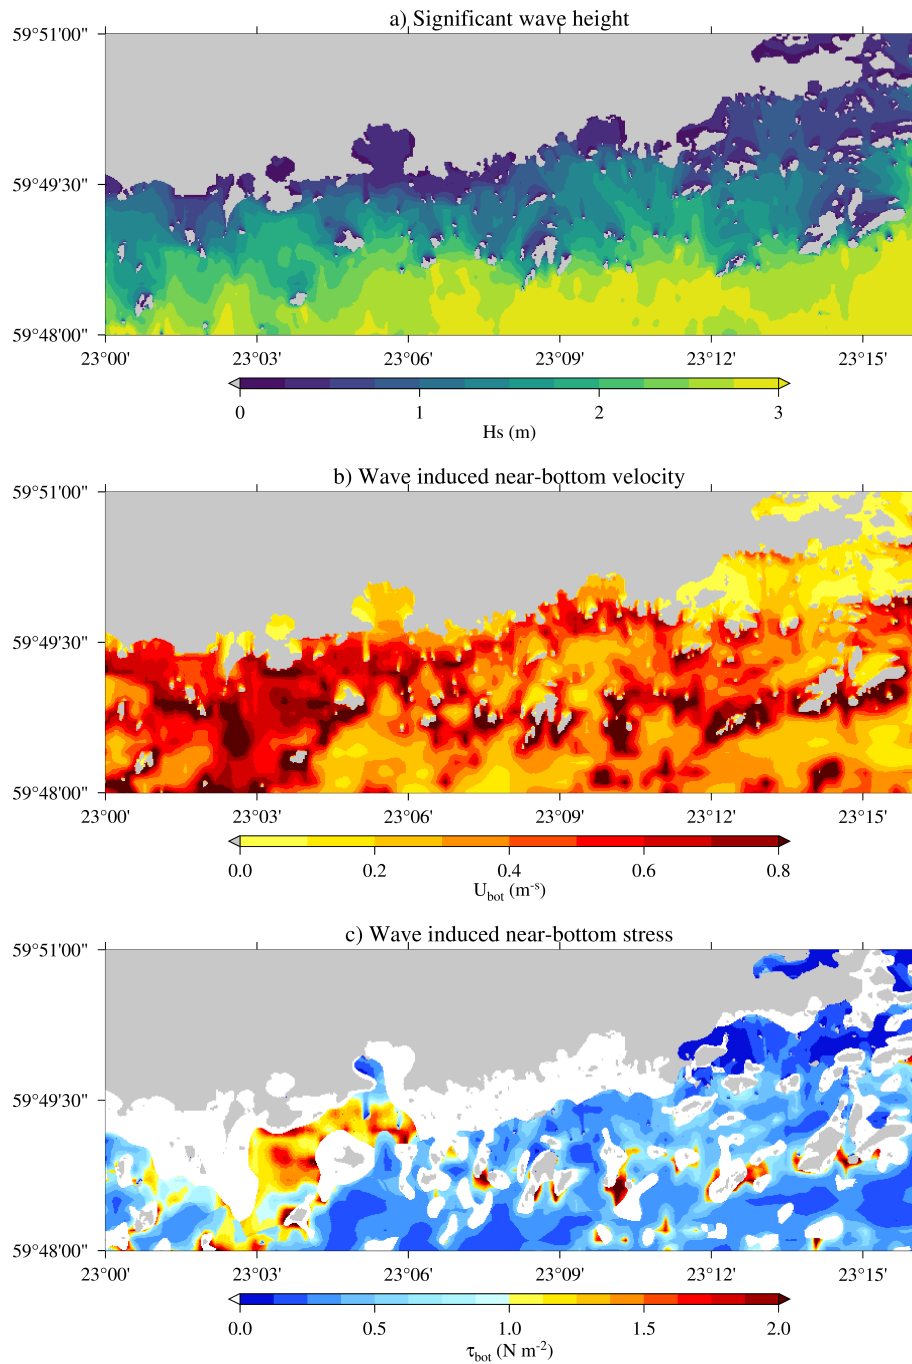 a) Significant wave height
59°51'00"
59°49'30"
59°48'00"
23°00' 23°03' 23°06' 23°09' 23°12' 23°15'
0 1 2 3
Hs (m)
b) Wave induced near-bottom velocity
59°51'00"
59°49'30"
59°48'00"
23°00' 23°03' 23°06' 23°09' 23°12' 23°15'
0.0 0.2 0.4 0.6 0.8
U_bot (m⁻ˢ)
c) Wave induced near-bottom stress
59°51'00"
59°49'30"
59°48'00"
23°00' 23°03' 23°06' 23°09' 23°12' 23°15'
0.0 0.5 1.0 1.5 2.0
τ_bot (N m⁻²)